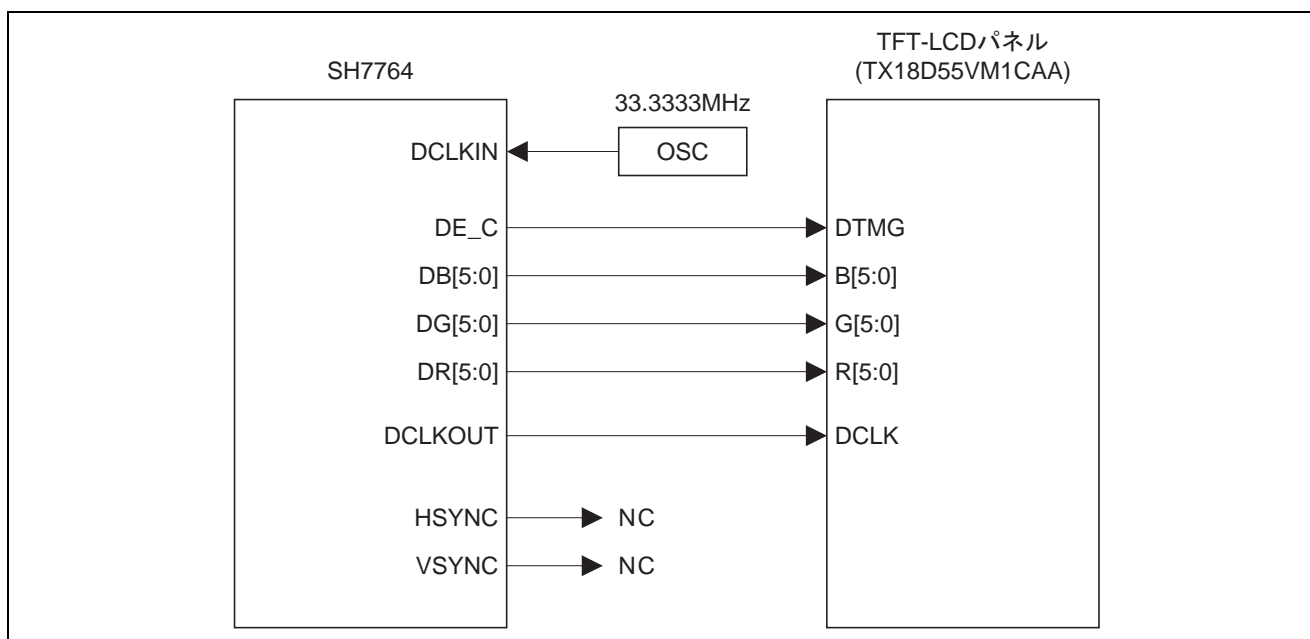 SH7764
TFT-LCDパネル
(TX18D55VM1CAA)
33.3333MHz
DCLKIN
OSC
DE_C
DTMG
DB[5:0]
B[5:0]
DG[5:0]
G[5:0]
DR[5:0]
R[5:0]
DCLKOUT
DCLK
HSYNC
NC
VSYNC
NC